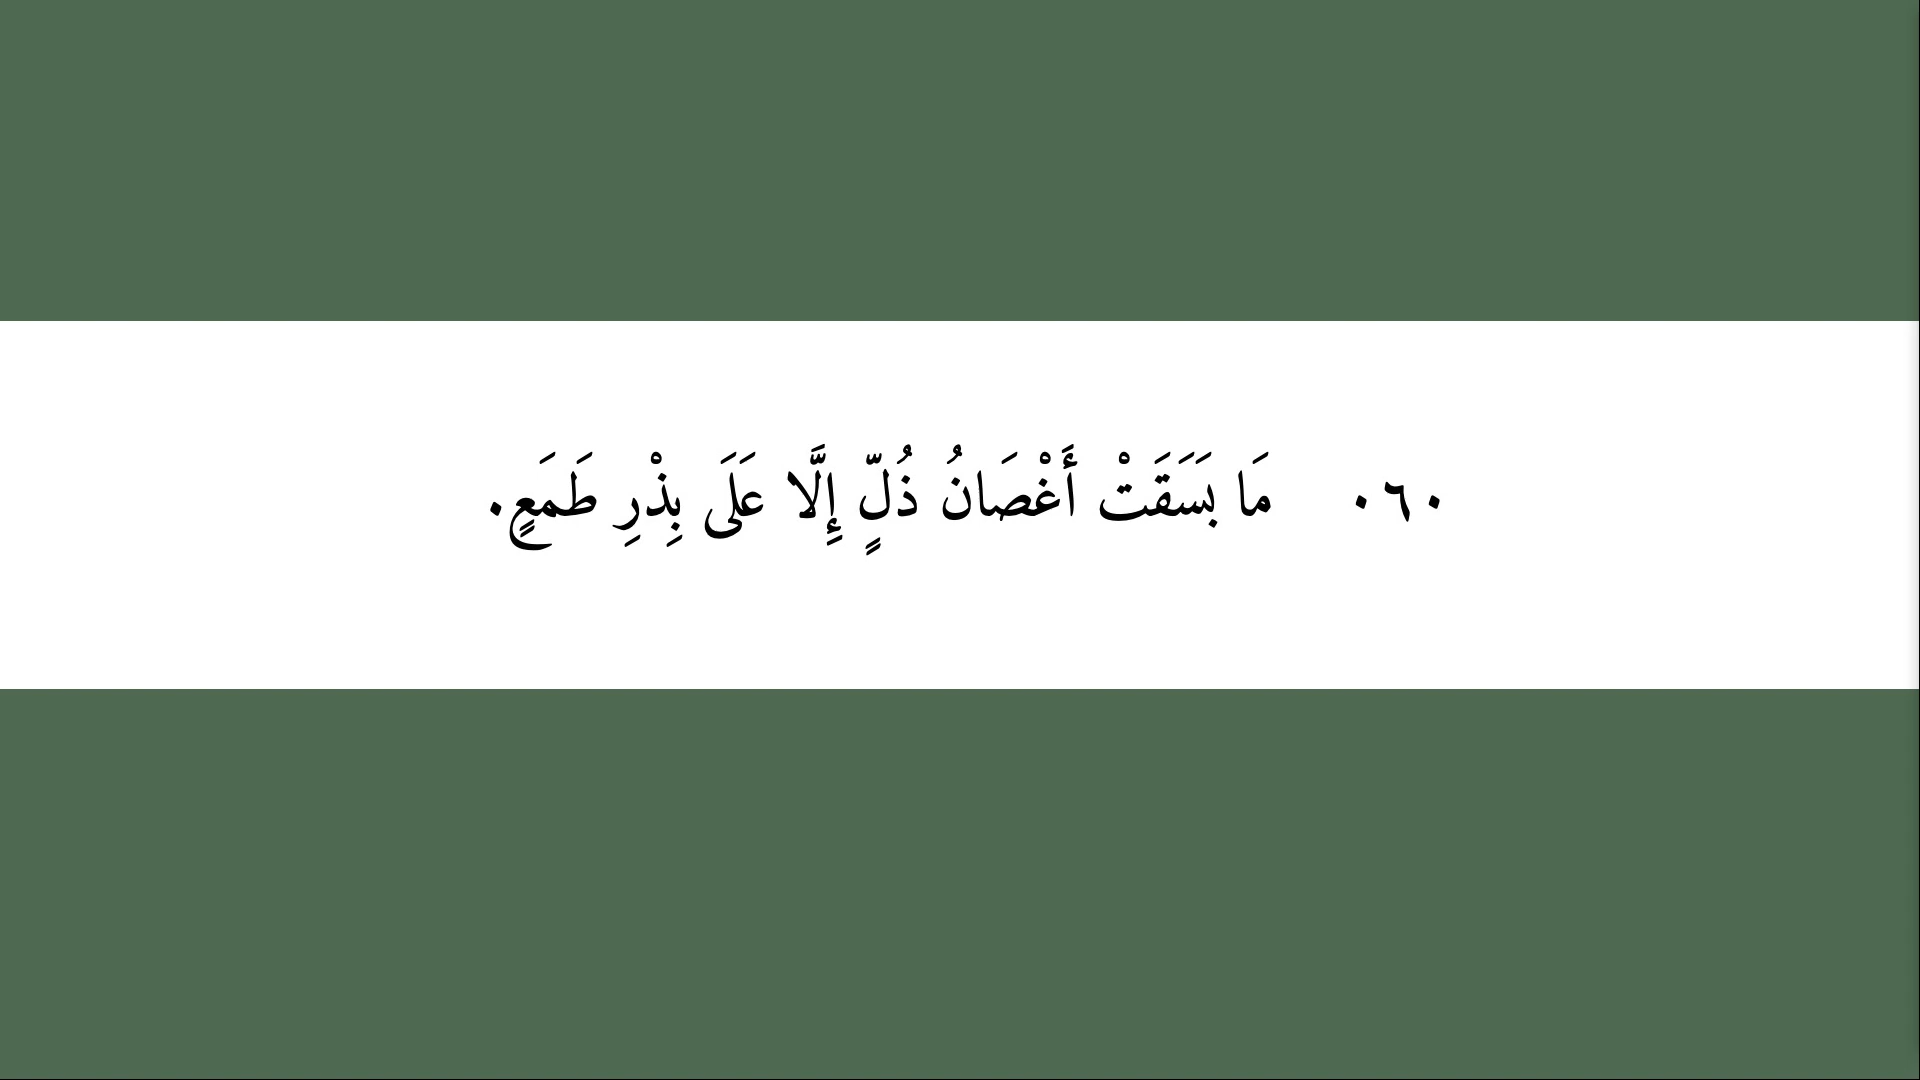 ٠٦٠ مَا بَسَقَتْ أَغْصَانُ ذُلٍّ إِلَّا عَلَى بِذْرِ طَمَعٍ.